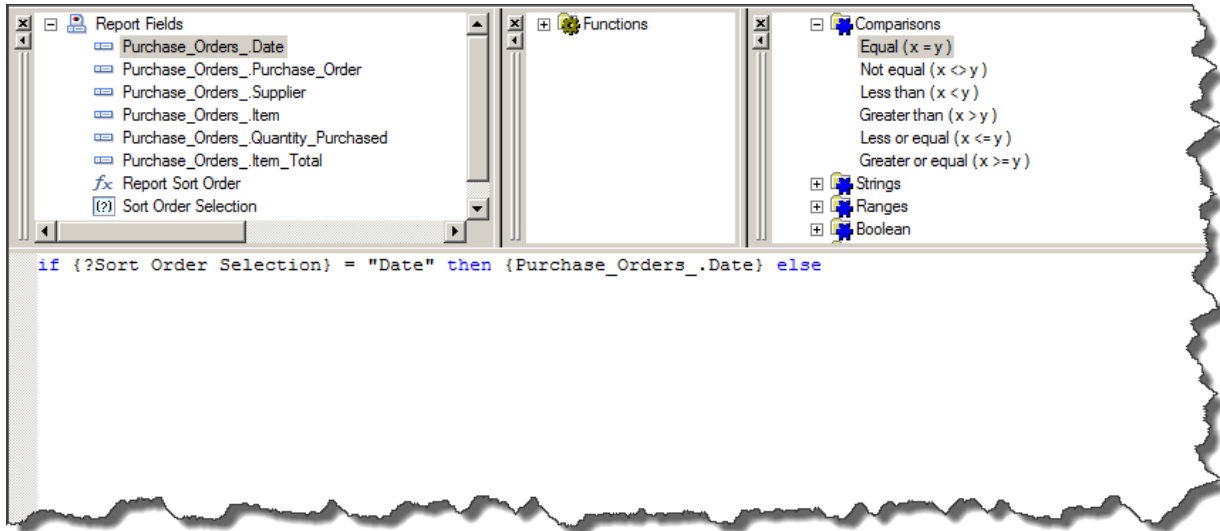 Report Fields
Purchase_Orders_.Date
Purchase_Orders_.Purchase_Order
Purchase_Orders_.Supplier
Purchase_Orders_.Item
Purchase_Orders_.Quantity_Purchased
Purchase_Orders_.Item_Total
fx Report Sort Order
(?) Sort Order Selection
Functions
Comparisons
Equal (x = y )
Not equal (x <> y )
Less than (x < y )
Greater than (x > y )
Less or equal (x <= y )
Greater or equal (x >= y )
Strings
Ranges
Boolean
if {?Sort Order Selection} = "Date" then {Purchase_Orders_.Date} else